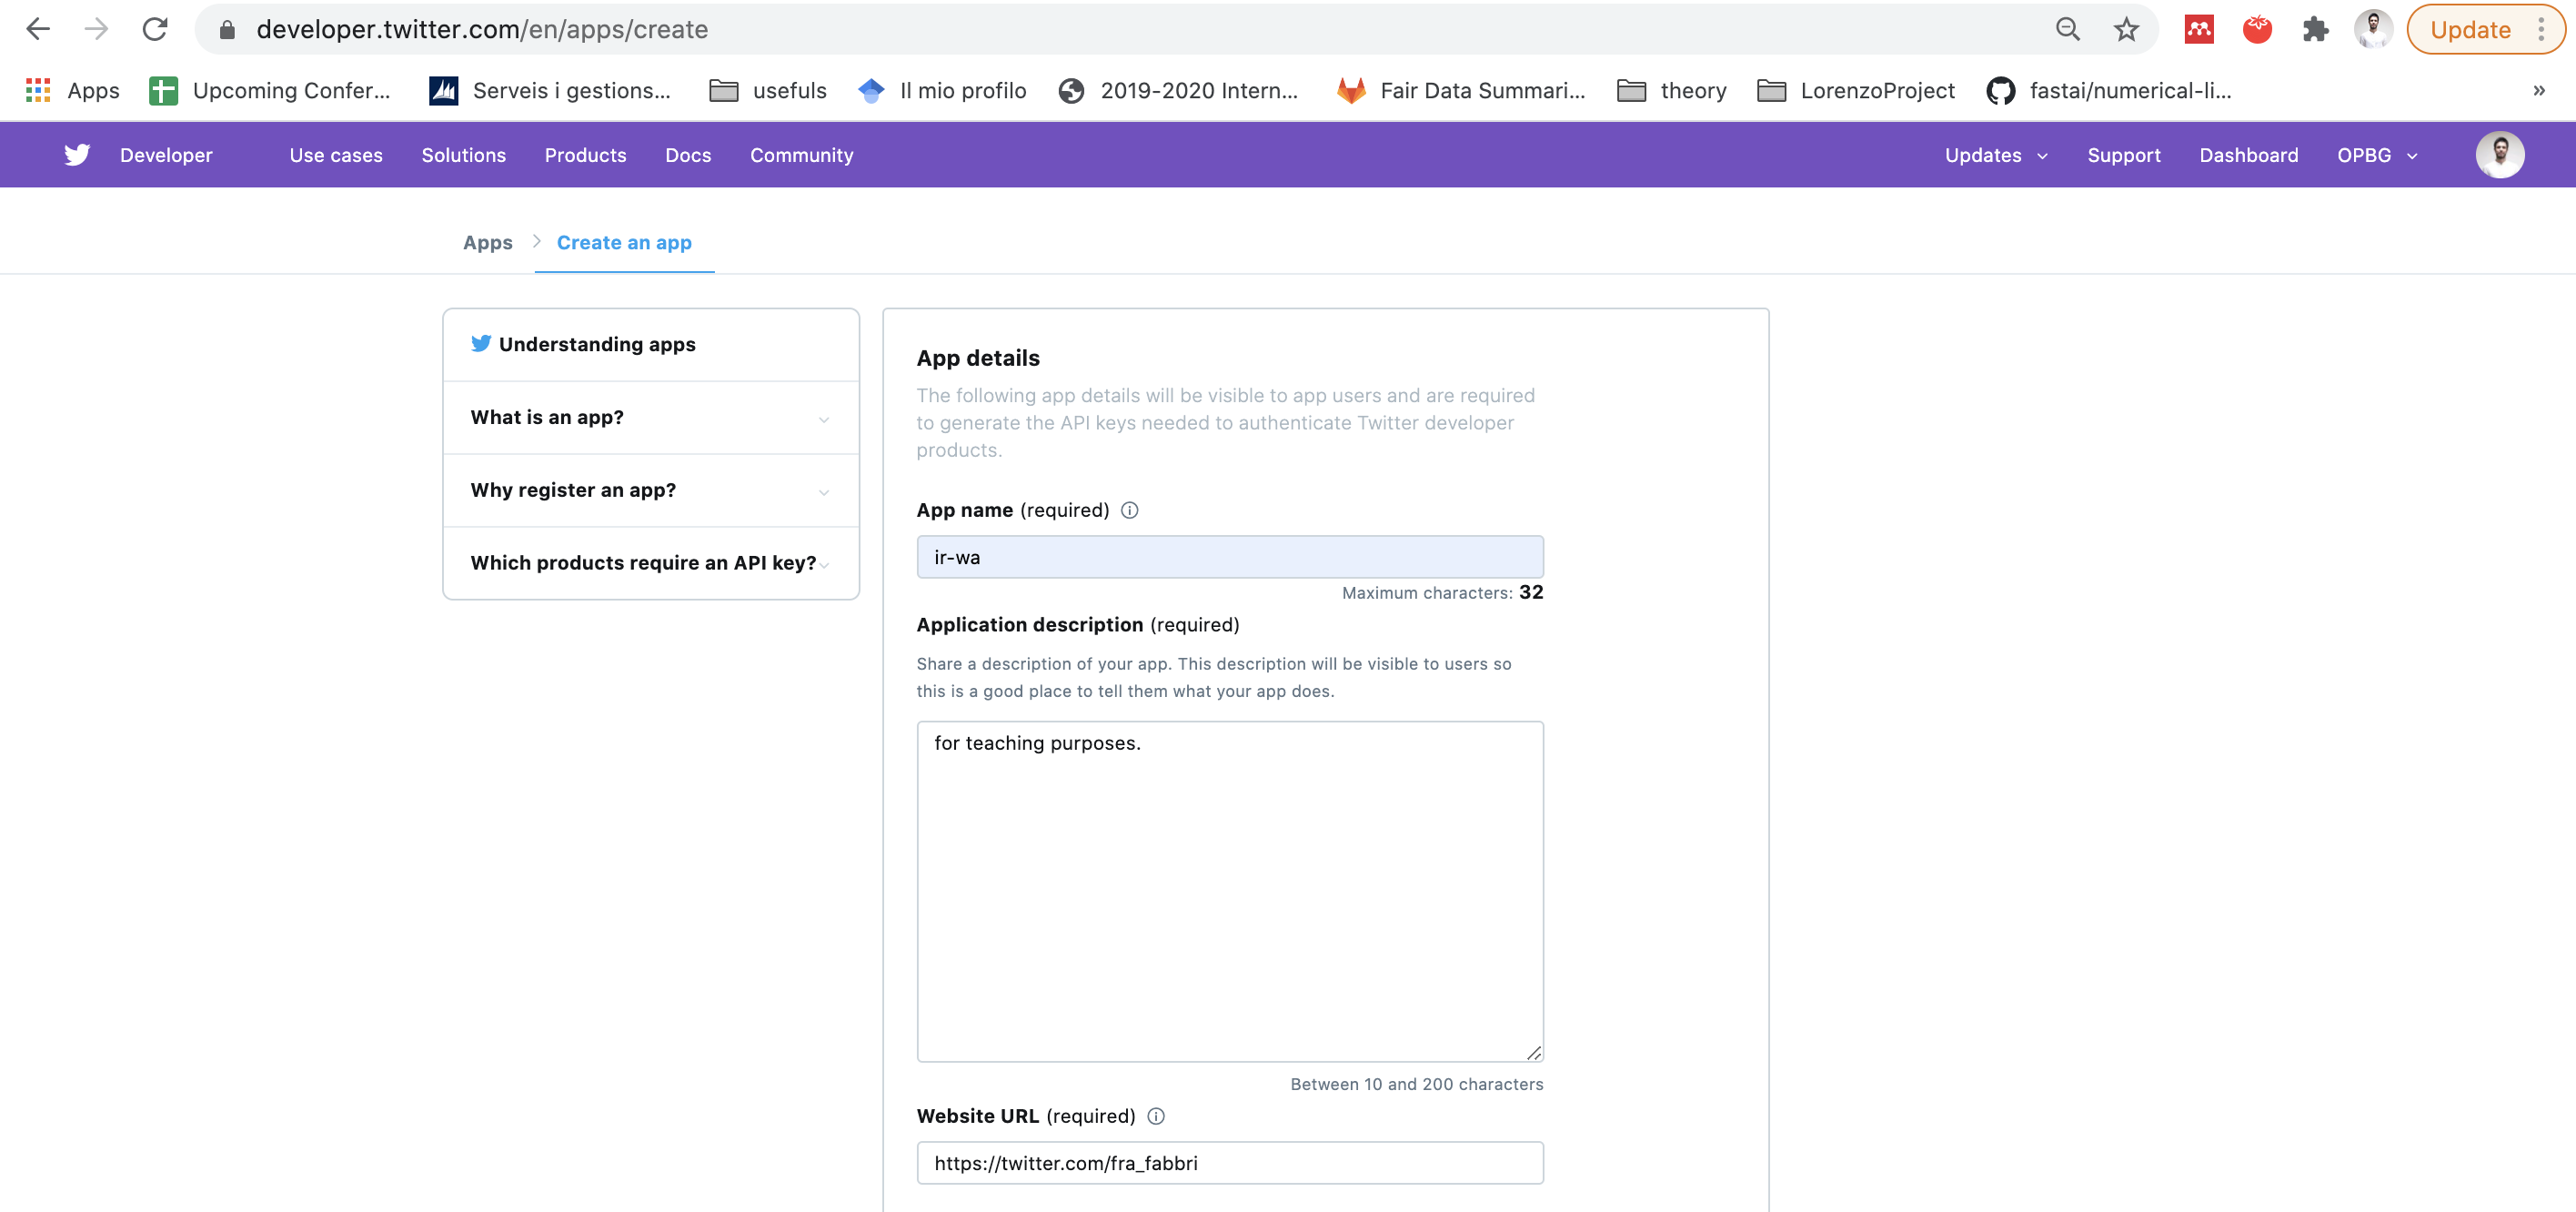 developer.twitter.com/en/apps/create
Update
Apps
Upcoming Confer...
Serveis i gestions...
usefuls
Il mio profilo
2019-2020 Intern...
Fair Data Summari...
theory
LorenzoProject
fastai/numerical-li...
»
Developer
Use cases
Solutions
Products
Docs
Community
Updates
Support
Dashboard
OPBG
Apps
Create an app
Understanding apps
What is an app?
Why register an app?
Which products require an API key?
App details
The following app details will be visible to app users and are required
to generate the API keys needed to authenticate Twitter developer
products.
App name (required)
ir-wa
Maximum characters: 32
Application description (required)
Share a description of your app. This description will be visible to users so
this is a good place to tell them what your app does.
for teaching purposes.
Between 10 and 200 characters
Website URL (required)
https://twitter.com/fra_fabbri